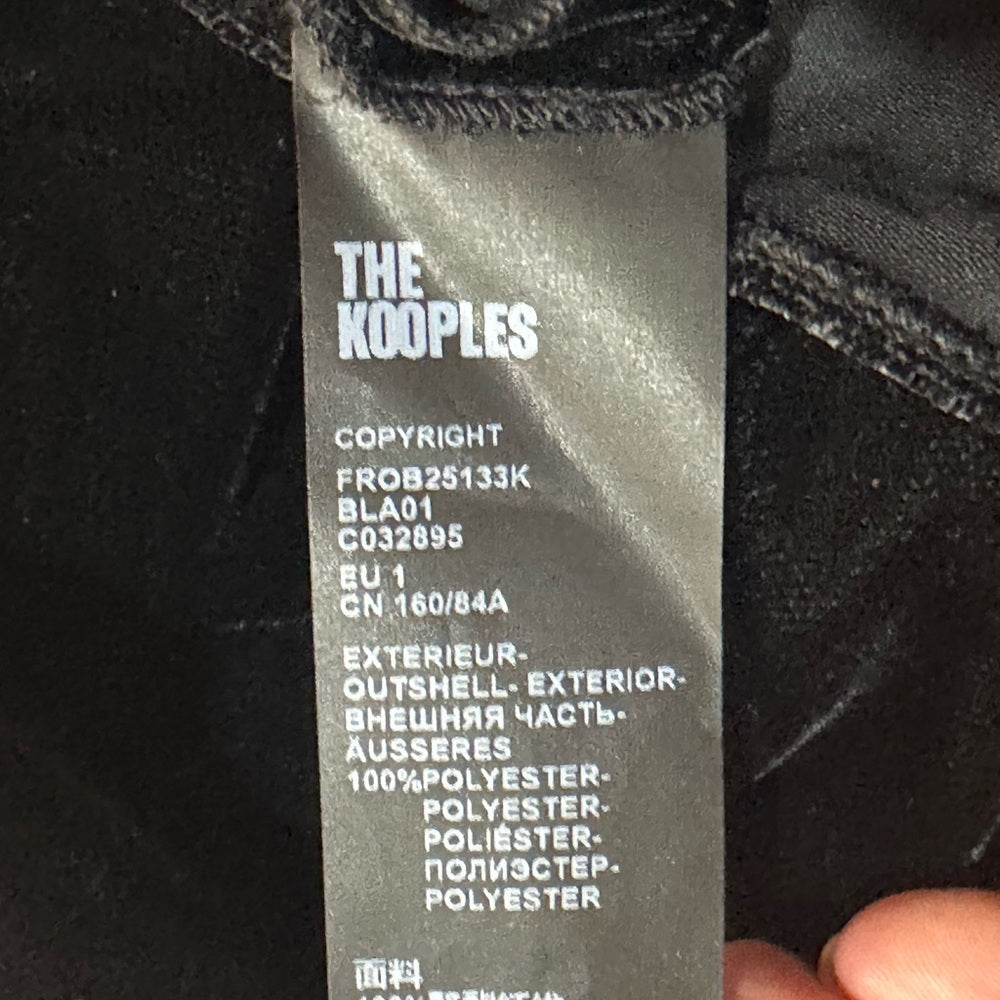 THE
KOOPLES
COPYRIGHT
FROB25133K
BLA01
C032895
EU 1
CN 160/84A
EXTERIEUR-
OUTSHELL- EXTERIOR-
ВНЕШНЯЯ ЧАСТЬ-
ÄUSSERES
100%POLYESTER-
POLYESTER-
POLIÉSTER-
ПОЛИЭСТЕР-
POLYESTER
面料